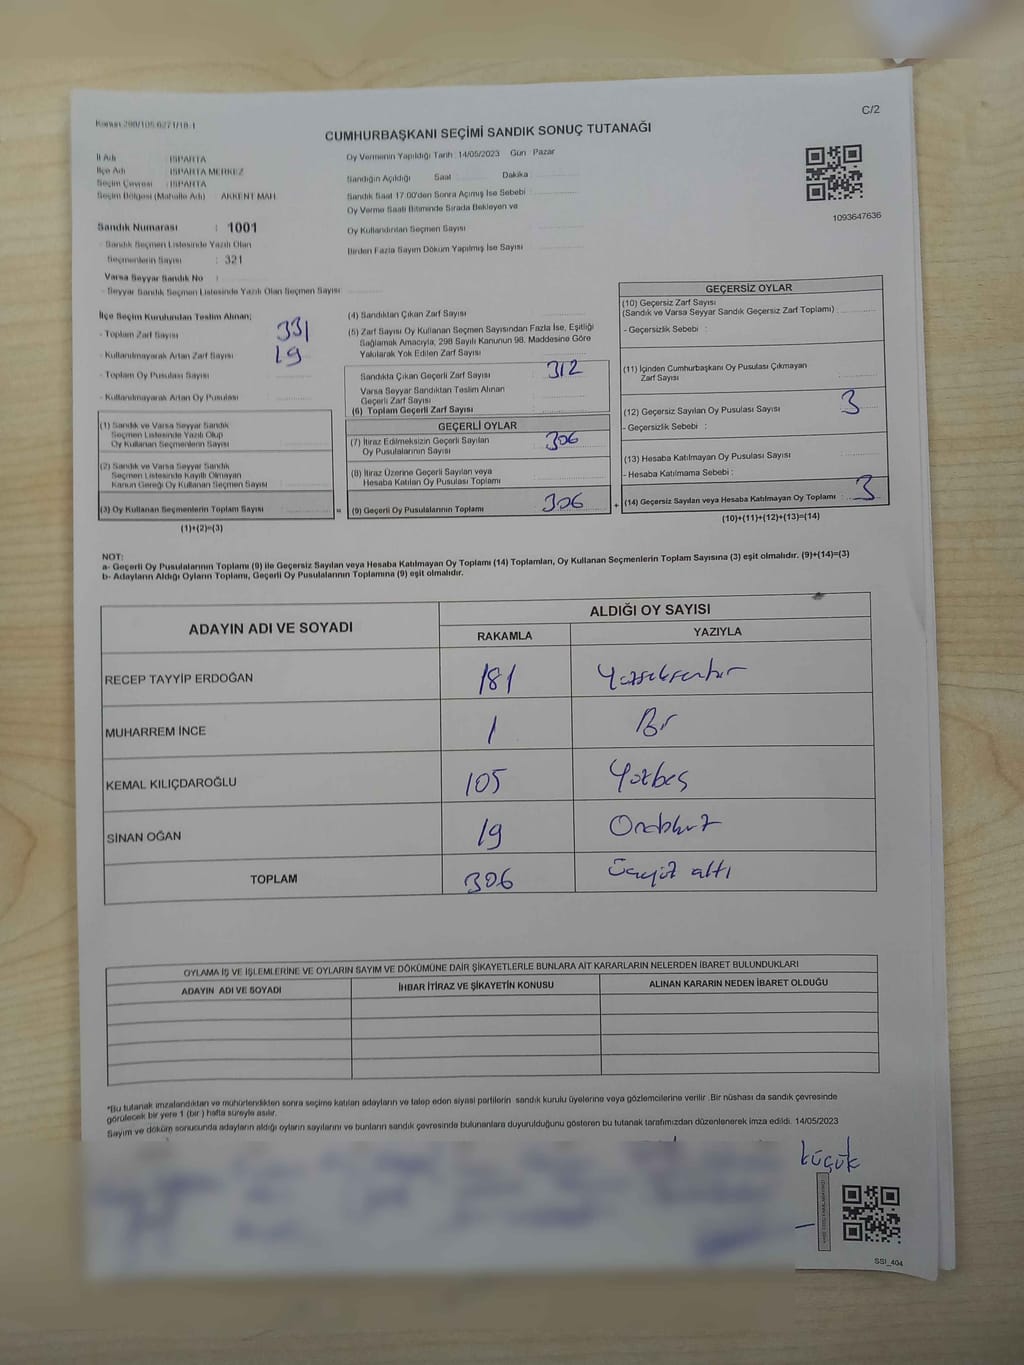 Kanun:298/105.6271/18-1
C/2
CUMHURBAŞKANI SEÇİMİ SANDIK SONUÇ TUTANAĞI
İl Adı : ISPARTA
İlçe Adı : ISPARTA MERKEZ
Seçim Çevresi : ISPARTA
Seçim Bölgesi (Mahalle Adı) AKKENT MAH.
Sandık Numarası : 1001
- Sandık Seçmen Listesinde Yazılı Olan
Seçmenlerin Sayısı : 321
Varsa Seyyar Sandık No :
- Seyyar Sandık Seçmen Listesinde Yazılı Olan Seçmen Sayısı
Oy Vermenin Yapıldığı Tarih :14/05/2023 Gün : Pazar
Sandığın Açıldığı Saat Dakika
Sandık Saat 17.00'den Sonra Açımış İse Sebebi
Oy Verme Saati Bitiminde Sırada Bekleyen ve
Oy Kullandırılan Seçmen Sayısı
Birden Fazla Sayım Döküm Yapılmış İse Sayısı
1093647636
İlçe Seçim Kurulundan Teslim Alınan;
- Toplam Zarf Sayısı 331
- Kullanılmayarak Artan Zarf Sayısı 19
- Toplam Oy Pusulası Sayısı
- Kullanılmayarak Artan Oy Pusulası
(1) Sandık ve Varsa Seyyar Sandık
Seçmen Listesinde Yazılı Olup
Oy Kullanan Seçmenlerin Sayısı
(2) Sandık ve Varsa Seyyar Sandık
Seçmen Listesinde Kayıtlı Olmayan
Kanun Gereği Oy Kullanan Seçmen Sayısı
(3) Oy Kullanan Seçmenlerin Toplam Sayısı
(1)+(2)=(3)
(4) Sandıktan Çıkan Zarf Sayısı
(5) Zarf Sayısı Oy Kullanan Seçmen Sayısından Fazla İse, Eşitliği
Sağlamak Amacıyla, 298 Sayılı Kanunun 98. Maddesine Göre
Yakılarak Yok Edilen Zarf Sayısı
Sandıkta Çıkan Geçerli Zarf Sayısı 312
Varsa Seyyar Sandıktan Teslim Alınan
Geçerli Zarf Sayısı
(6) Toplam Geçerli Zarf Sayısı
GEÇERLİ OYLAR
(7) İtiraz Edilmeksizin Geçerli Sayılan
Oy Pusulalarının Sayısı 306
(8) İtiraz Üzerine Geçerli Sayılan veya
Hesaba Katılan Oy Pusulası Toplamı
= (9) Geçerli Oy Pusulalarının Toplamı 306
GEÇERSİZ OYLAR
(10) Geçersiz Zarf Sayısı
(Sandık ve Varsa Seyyar Sandık Geçersiz Zarf Toplamı)
- Geçersizlik Sebebi :
(11) İçinden Cumhurbaşkanı Oy Pusulası Çıkmayan
Zarf Sayısı
(12) Geçersiz Sayılan Oy Pusulası Sayısı 3
- Geçersizlik Sebebi :
(13) Hesaba Katılmayan Oy Pusulası Sayısı
- Hesaba Katılmama Sebebi :
+ (14) Geçersiz Sayılan veya Hesaba Katılmayan Oy Toplamı : 3
(10)+(11)+(12)+(13)=(14)
NOT:
a- Geçerli Oy Pusulalarının Toplamı (9) ile Geçersiz Sayılan veya Hesaba Katılmayan Oy Toplamı (14) Toplamları, Oy Kullanan Seçmenlerin Toplam Sayısına (3) eşit olmalıdır. (9)+(14)=(3)
b- Adayların Aldığı Oyların Toplamı, Geçerli Oy Pusulalarının Toplamına (9) eşit olmalıdır.
ADAYIN ADI VE SOYADI ALDIĞI OY SAYISI
RAKAMLA YAZIYLA
RECEP TAYYİP ERDOĞAN 181 Yüzseksenbir
MUHARREM İNCE 1 Bir
KEMAL KILIÇDAROĞLU 105 Yüzbeş
SİNAN OĞAN 19 Ondokuz
TOPLAM 306 Üçyüz altı
OYLAMA İŞ VE İŞLEMLERİNE VE OYLARIN SAYIM VE DÖKÜMÜNE DAİR ŞİKAYETLERLE BUNLARA AİT KARARLARIN NELERDEN İBARET BULUNDUKLARI
ADAYIN ADI VE SOYADI İHBAR İTİRAZ VE ŞİKAYETİN KONUSU ALINAN KARARIN NEDEN İBARET OLDUĞU
*Bu tutanak imzalandıktan ve mühürlendikten sonra seçime katılan adayların ve talep eden siyasi partilerin sandık kurulu üyelerine veya gözlemcilerine verilir .Bir nüshası da sandık çevresinde
görülecek bir yere 1 (bir ) hafta süreyle asılır.
Sayım ve döküm sonucunda adayların aldığı oyların sayılarını ve bunların sandık çevresinde bulunanlara duyurulduğunu gösteren bu tutanak tarafımızdan düzenlenerek imza edildi. 14/05/2023
küçük
SSI_404